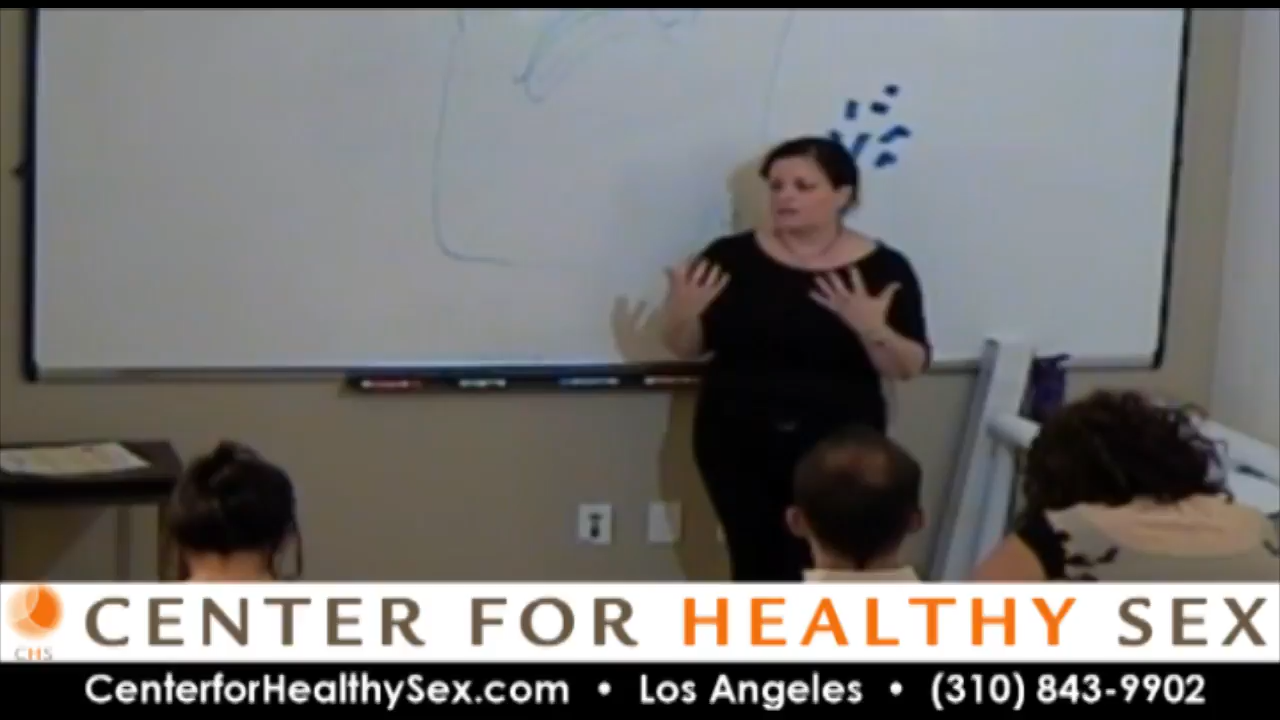 CENTER FOR HEALTHY SEX
CHS
CenterforHealthySex.com • Los Angeles • (310) 843-9902